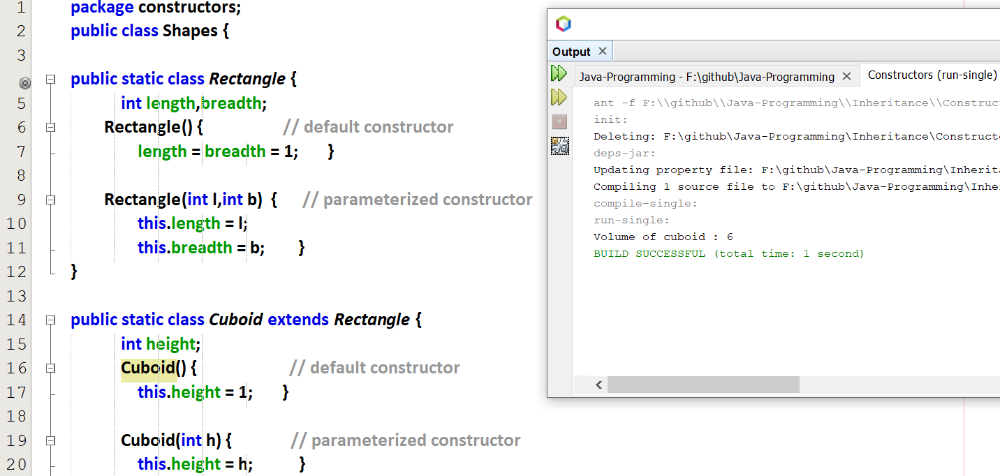 1 package constructors;
2 public class Shapes {
3
public static class Rectangle {
5 int length,breadth;
6 Rectangle() { // default constructor
7 length = breadth = 1; }
8
9 Rectangle(int l,int b) { // parameterized constructor
10 this.length = l;
11 this.breadth = b; }
12 }
13
14 public static class Cuboid extends Rectangle {
15 int height;
16 Cuboid() { // default constructor
17 this.height = 1; }
18
19 Cuboid(int h) { // parameterized constructor
20 this.height = h; }
Output
Java-Programming - F:\github\Java-Programming Constructors (run-single)
ant -f F:\\github\\Java-Programming\\Inheritance\\Construc
init:
Deleting: F:\github\Java-Programming\Inheritance\Construct
deps-jar:
Updating property file: F:\github\Java-Programming\Inherit
Compiling 1 source file to F:\github\Java-Programming\Inhe
compile-single:
run-single:
Volume of cuboid : 6
BUILD SUCCESSFUL (total time: 1 second)